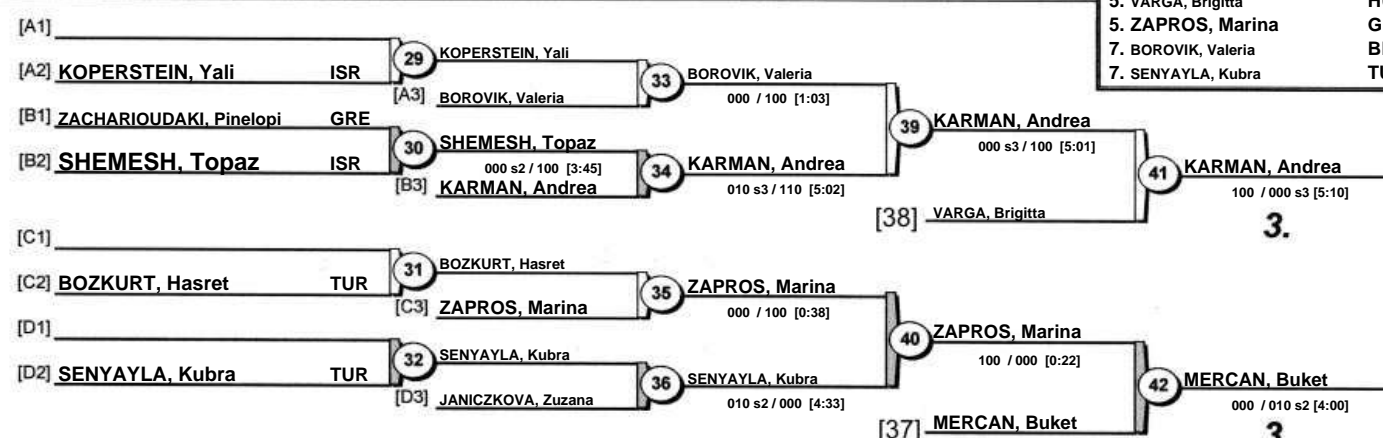 5. VARGA, Brigitta
5. ZAPROS, Marina G
7. BOROVIK, Valeria
7. SENYAYLA, Kubra
[A1]
[A2] KOPERSTEIN, Yali ISR
29
KOPERSTEIN, Yali
[A3] BOROVIK, Valeria
33
BOROVIK, Valeria
000 / 100 [1:03]
[B1] ZACHARIOUDAKI, Pinelopi GRE
[B2] SHEMESH, Topaz ISR
30
SHEMESH, Topaz
000 s2 / 100 [3:45]
[B3] KARMAN, Andrea
34
KARMAN, Andrea
010 s3 / 110 [5:02]
39
KARMAN, Andrea
000 s3 / 100 [5:01]
[38] VARGA, Brigitta
41
KARMAN, Andrea
100 / 000 s3 [5:10]
3.
[C1]
[C2] BOZKURT, Hasret TUR
31
BOZKURT, Hasret
[C3] ZAPROS, Marina
35
ZAPROS, Marina
000 / 100 [0:38]
[D1]
[D2] SENYAYLA, Kubra TUR
32
SENYAYLA, Kubra
[D3] JANICZKOVA, Zuzana
36
SENYAYLA, Kubra
010 s2 / 000 [4:33]
40
ZAPROS, Marina
100 / 000 [0:22]
[37] MERCAN, Buket
42
MERCAN, Buket
000 / 010 s2 [4:00]
3